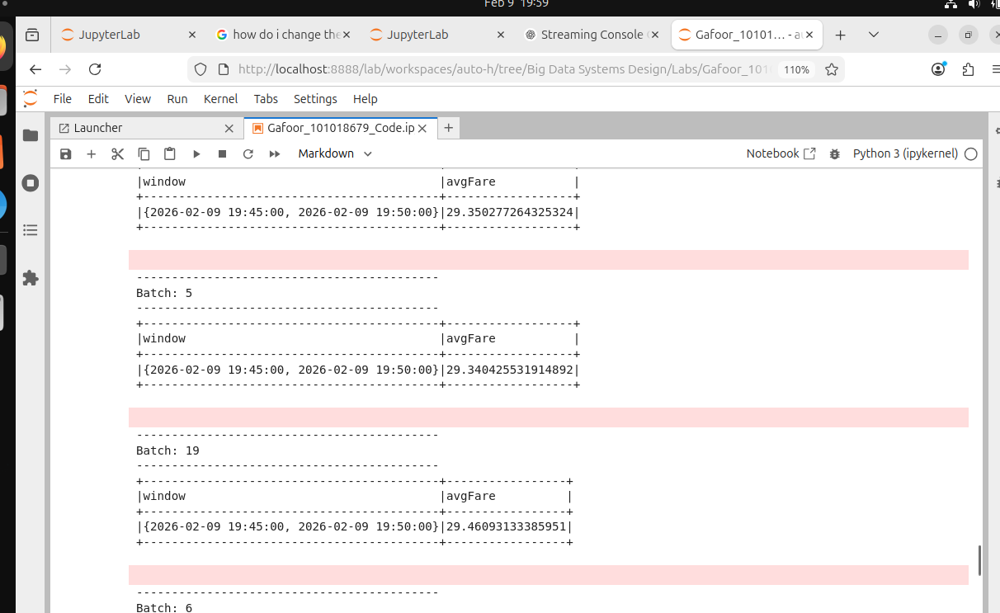 Feb 9 19:59
JupyterLab
how do i change the
JupyterLab
Streaming Console
Gafoor_10101… - au
http://localhost:8888/lab/workspaces/auto-h/tree/Big Data Systems Design/Labs/Gafoor_1010
110%
File Edit View Run Kernel Tabs Settings Help
Launcher
Gafoor_101018679_Code.ip
Markdown
Notebook
Python 3 (ipykernel)
|window |avgFare |
+------------------------------------------+------------------+
|{2026-02-09 19:45:00, 2026-02-09 19:50:00}|29.350277264325324|
+------------------------------------------+------------------+
-------------------------------------------
Batch: 5
-------------------------------------------
+------------------------------------------+------------------+
|window |avgFare |
+------------------------------------------+------------------+
|{2026-02-09 19:45:00, 2026-02-09 19:50:00}|29.340425531914892|
+------------------------------------------+------------------+
-------------------------------------------
Batch: 19
-------------------------------------------
+------------------------------------------+-----------------+
|window |avgFare |
+------------------------------------------+-----------------+
|{2026-02-09 19:45:00, 2026-02-09 19:50:00}|29.46093133385951|
+------------------------------------------+-----------------+
-------------------------------------------
Batch: 6